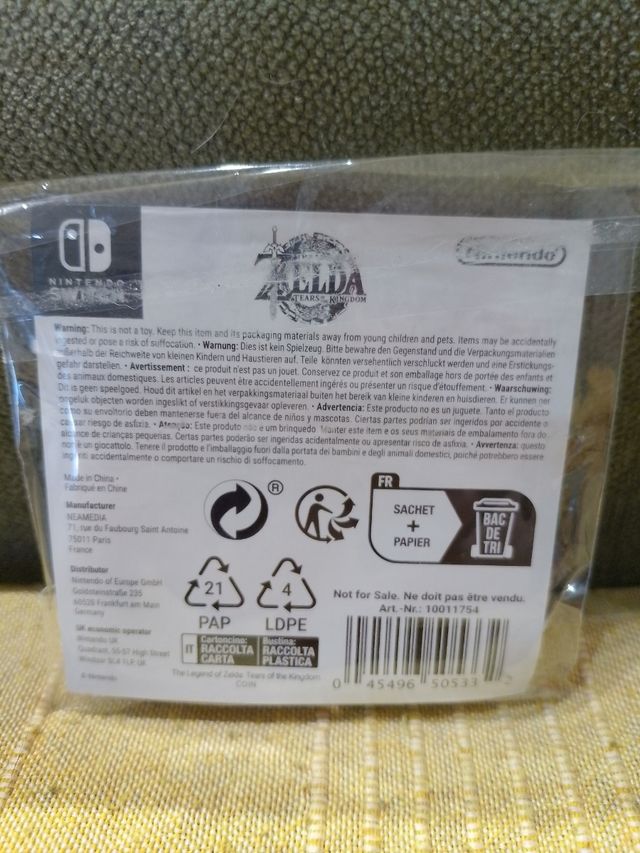 NINTENDO
SWITCH
ZELDA
TEARS OF THE KINGDOM
Nintendo
Warning: This is not a toy. Keep this item and its packaging materials away from young children and pets. Items may be accidentally
ingested or pose a risk of suffocation. • Warnung: Dies ist kein Spielzeug. Bitte bewahren Sie den Gegenstand und die Verpackungsmaterialien
außerhalb der Reichweite von kleinen Kindern und Haustieren auf. Teile könnten versehentlich verschluckt werden und eine Erstickungs-
gefahr darstellen. • Avertissement : ce produit n'est pas un jouet. Conservez ce produit et son emballage hors de portée des enfants et
des animaux domestiques. Les articles peuvent être accidentellement ingérés ou présenter un risque d'étouffement. • Waarschuwing:
Dit is geen speelgoed. Houd dit artikel en het verpakkingsmateriaal buiten het bereik van kleine kinderen en huisdieren. Er kunnen per
ongeluk objecten worden ingeslikt of verstikkingsgevaar opleveren. • Advertencia: Este producto no es un juguete. Tanto el producto
como su envoltorio deben mantenerse fuera del alcance de niños y mascotas. Ciertas partes podrían ser ingeridos por accidente o
causar riesgo de asfixia. • Atenção: Este produto não é um brinquedo. Manter este item e os seus materiais de embalamento fora do
alcance de crianças pequenas. Certas partes poderão ser ingeridas acidentalmente ou apresentar risco de asfixia. • Avvertenza: questo
non è un giocattolo. Tenere il prodotto e l'imballaggio fuori dalla portata dei bambini e degli animali domestici, poiché potrebbero essere
ingeriti accidentalmente o comportare un rischio di soffocamento.
Made in China •
Fabriqué en Chine
Manufacturer
NEAMEDIA
71, rue du Faubourg Saint Antoine
75011 Paris
France
Distributor
Nintendo of Europe GmbH
Goldsteinstraße 235
60528 Frankfurt am Main
Germany
UK economic operator
Nintendo UK
Quadrant, 55-57 High Street
Windsor SL4 1LP, UK
© Nintendo
®
FR
SACHET
+
PAPIER
BAC
DE
TRI
21
PAP
4
LDPE
IT
Cartoncino:
RACCOLTA
CARTA
Bustina:
RACCOLTA
PLASTICA
The Legend of Zelda: Tears of the Kingdom
COIN
Not for Sale. Ne doit pas être vendu.
Art.-Nr.: 10011754
0 45496 50533 2